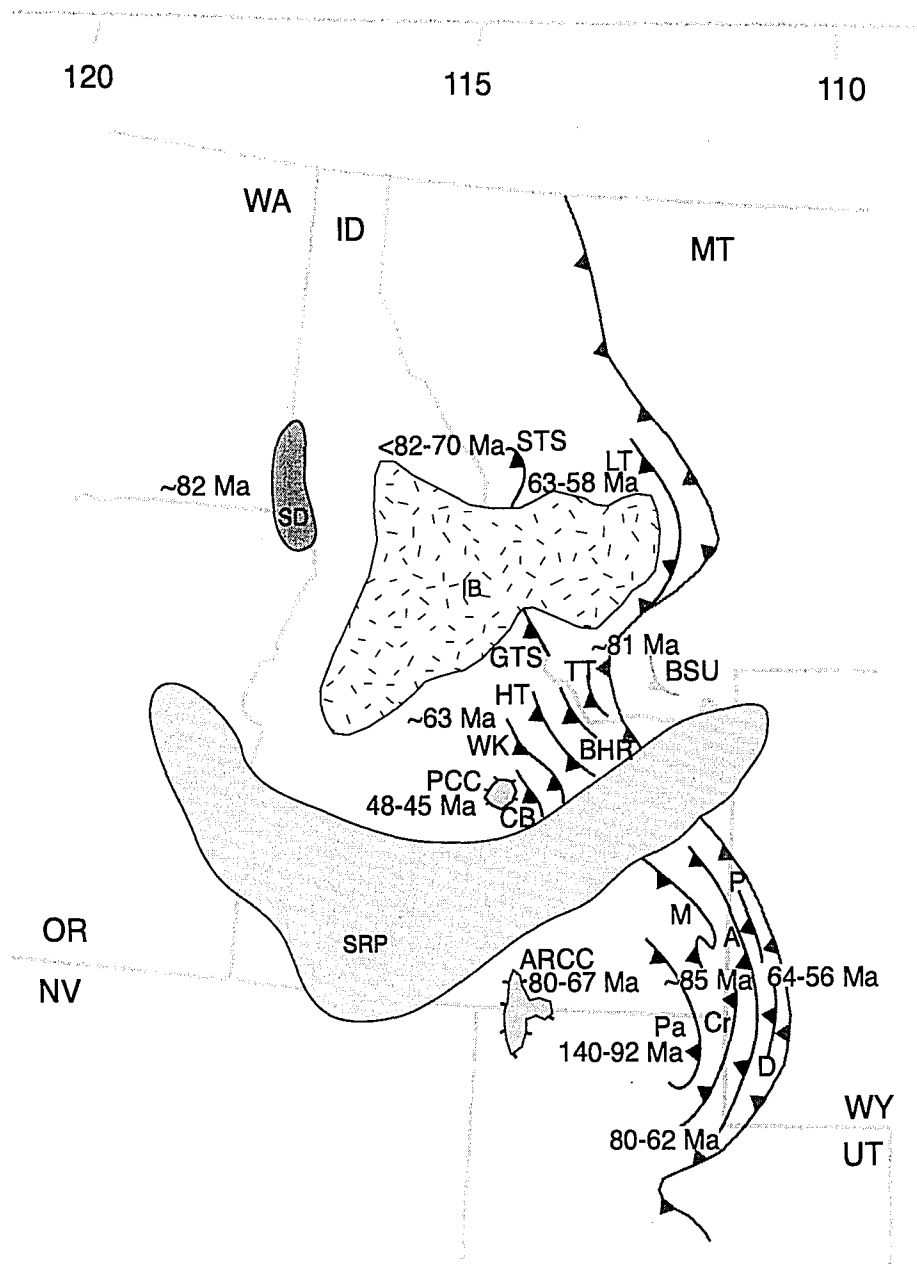 120 115 110
WA
ID
MT
<82-70 Ma STS
LT
63-58 Ma
~82 Ma
SD
B
~81 Ma
GTS TT BSU
HT
~63 Ma
WK BHR
PCC
48-45 Ma
CB
P
M
OR A
SRP
ARCC
NV ~80-67 Ma ~85 Ma 64-56 Ma
Pa Cr
140-92 Ma
D
WY
80-62 Ma
UT